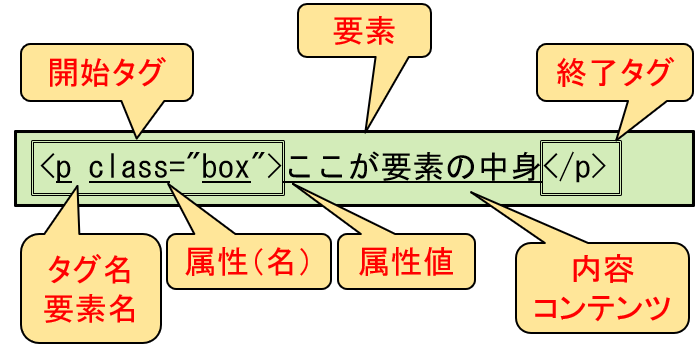 要素
開始タグ
終了タグ
<p class="box">ここが要素の中身</p>
タグ名
要素名
属性(名)
属性値
内容
コンテンツ